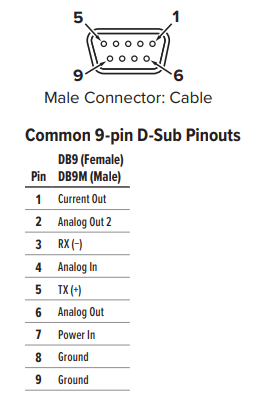 5 1
9 6
Male Connector: Cable
Common 9-pin D-Sub Pinouts
DB9 (Female)
Pin DB9M (Male)
1 Current Out
2 Analog Out 2
3 RX (–)
4 Analog In
5 TX (+)
6 Analog Out
7 Power In
8 Ground
9 Ground